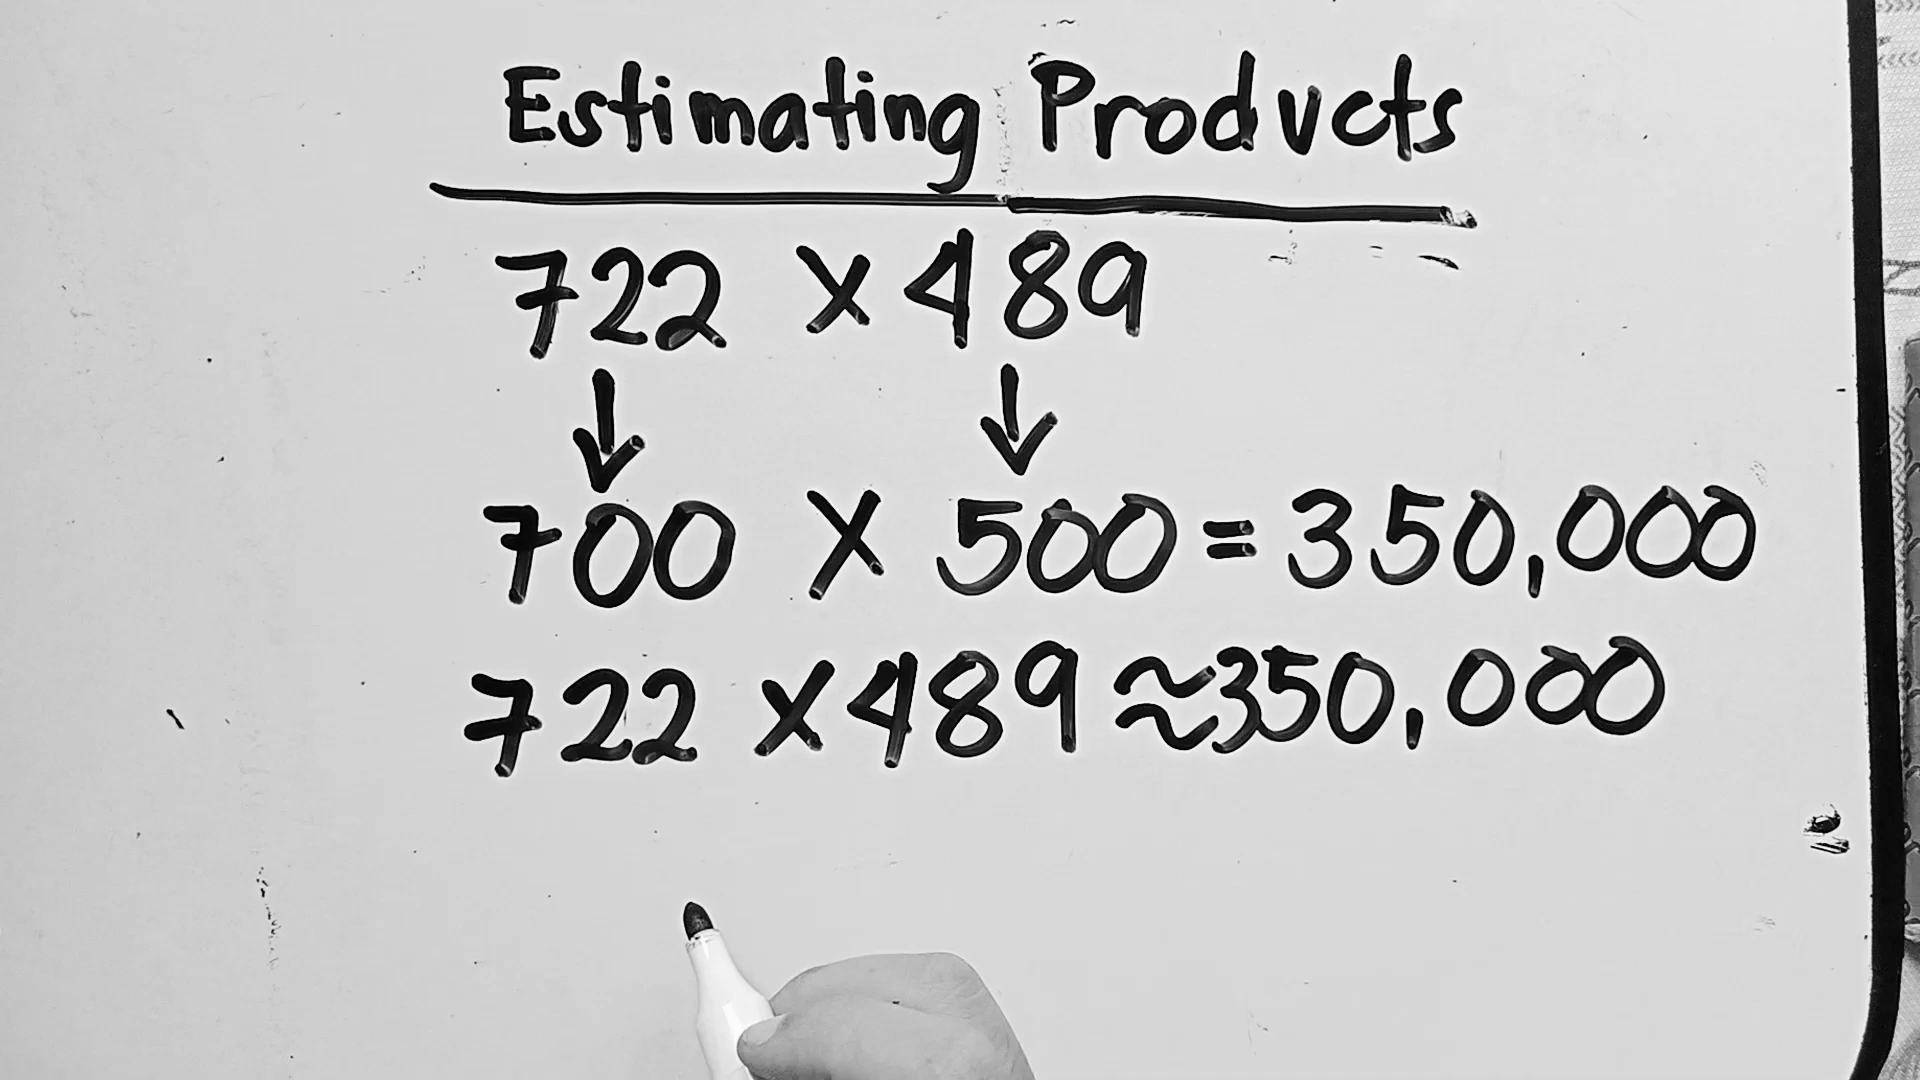 Estimating Products
722 x 489
↓ ↓
700 x 500 = 350,000
722 x 489 ≈ 350,000